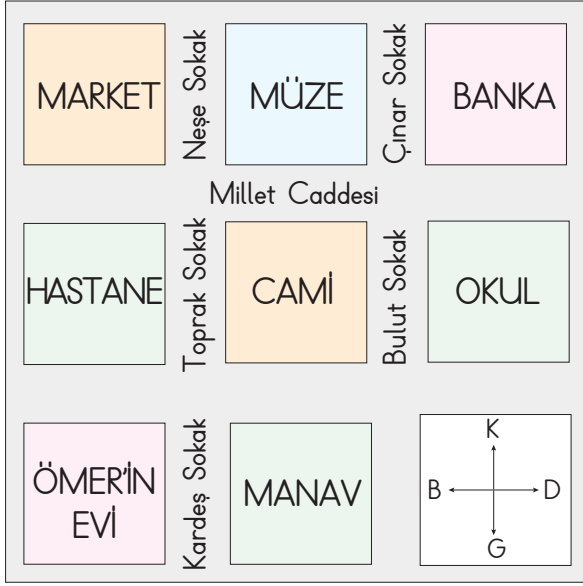 MARKET
Neşe Sokak
MÜZE
Çınar Sokak
BANKA
Millet Caddesi
HASTANE
Toprak Sokak
CAMİ
Bulut Sokak
OKUL
ÖMER'İN
EVİ
Kardeş Sokak
MANAV
K
B
D
G